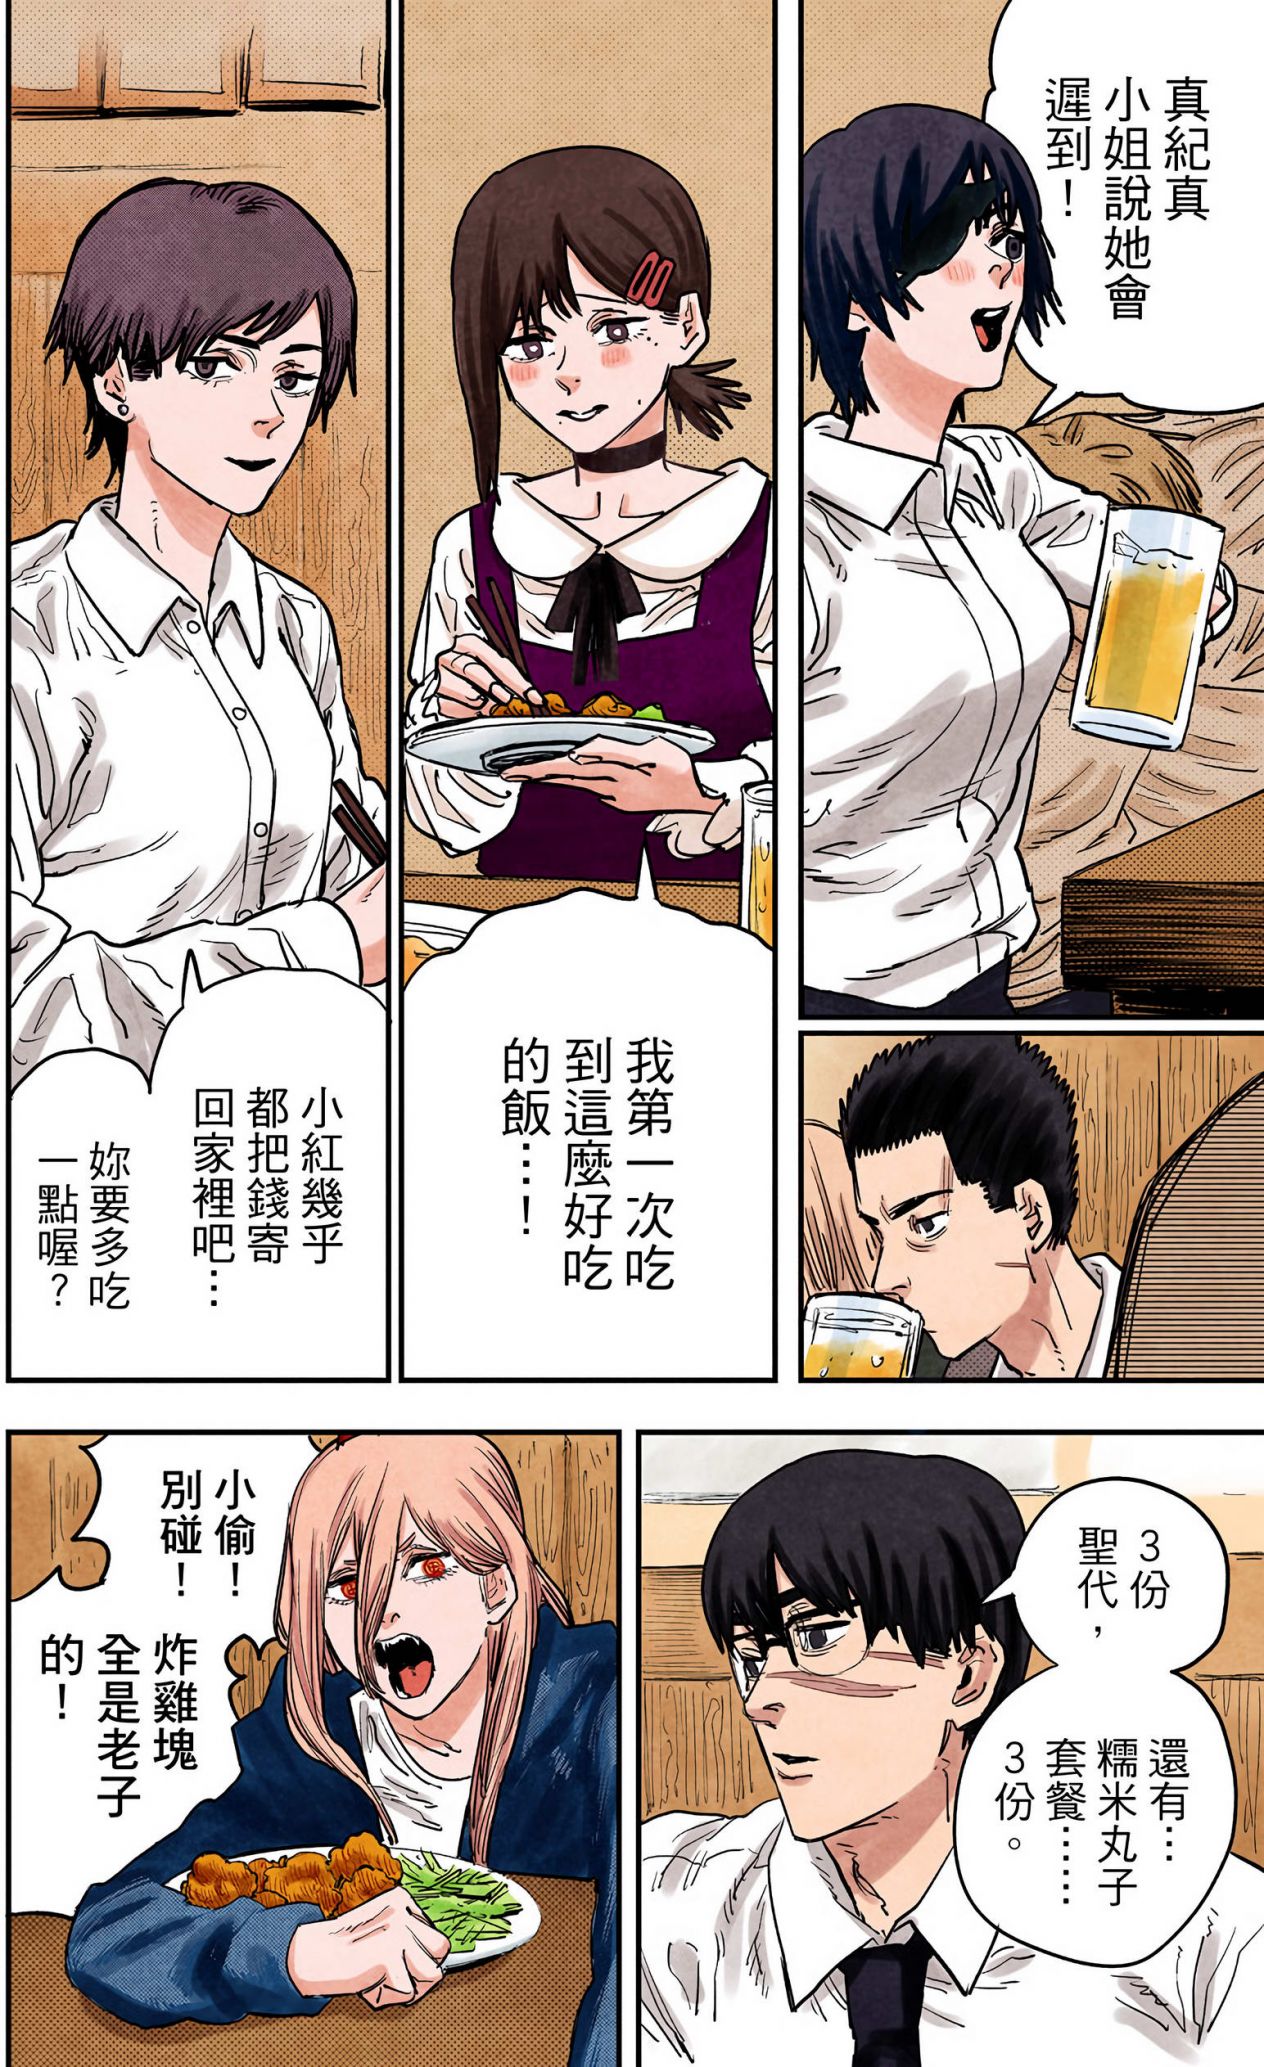 真紀真
小姐說她會
遲到！
我第一次吃
到這麼好吃
的飯…！
小紅幾乎
都把錢寄
回家裡吧…
妳要多吃
一點喔？
3份
聖代，
還有…
糯米丸子
套餐……
3份。
小偷！
別碰！
炸雞塊
全是老子
的！